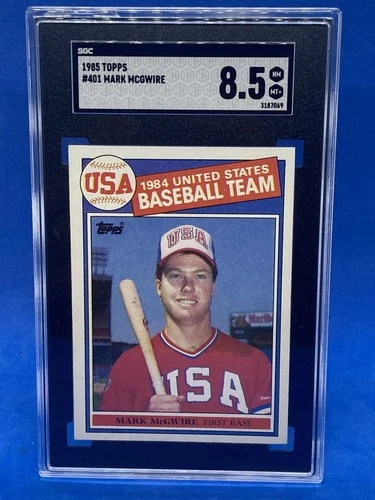 SGC
1985 TOPPS
#401 MARK MCGWIRE
8.5
NM
MT+
3187069
USA
1984 UNITED STATES
BASEBALL TEAM
Topps
USA
USA
MARK McGWIRE FIRST BASE